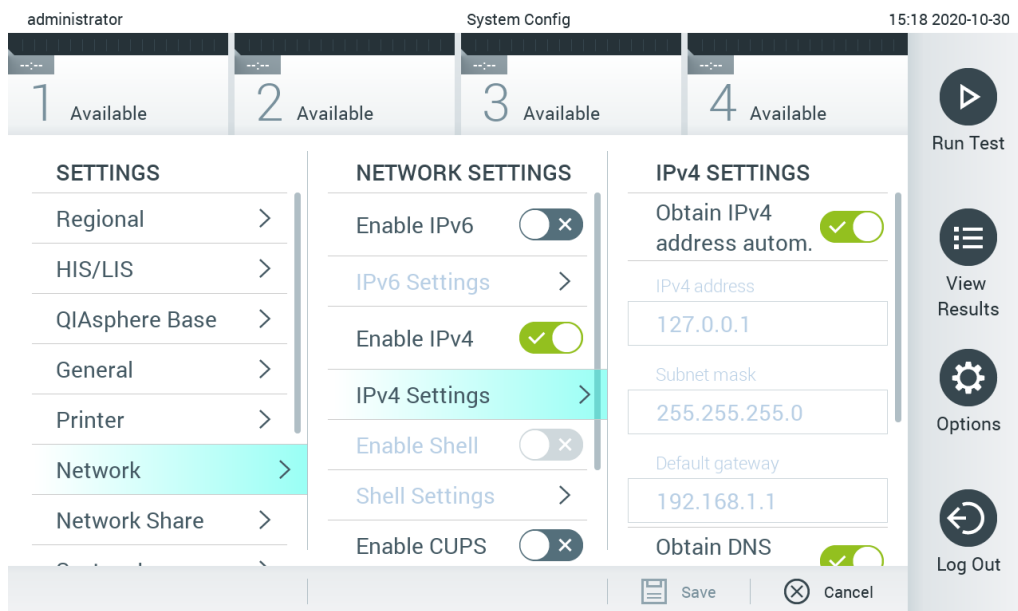 administrator
System Config
15:18 2020-10-30
--:--
1 Available
--:--
2 Available
--:--
3 Available
--:--
4 Available
SETTINGS
Regional
HIS/LIS
QIAsphere Base
General
Printer
Network
Network Share
NETWORK SETTINGS
Enable IPv6
IPv6 Settings
Enable IPv4
IPv4 Settings
Enable Shell
Shell Settings
Enable CUPS
IPv4 SETTINGS
Obtain IPv4
address autom.
IPv4 address
127.0.0.1
Subnet mask
255.255.255.0
Default gateway
192.168.1.1
Obtain DNS
Save
Cancel
Run Test
View
Results
Options
Log Out